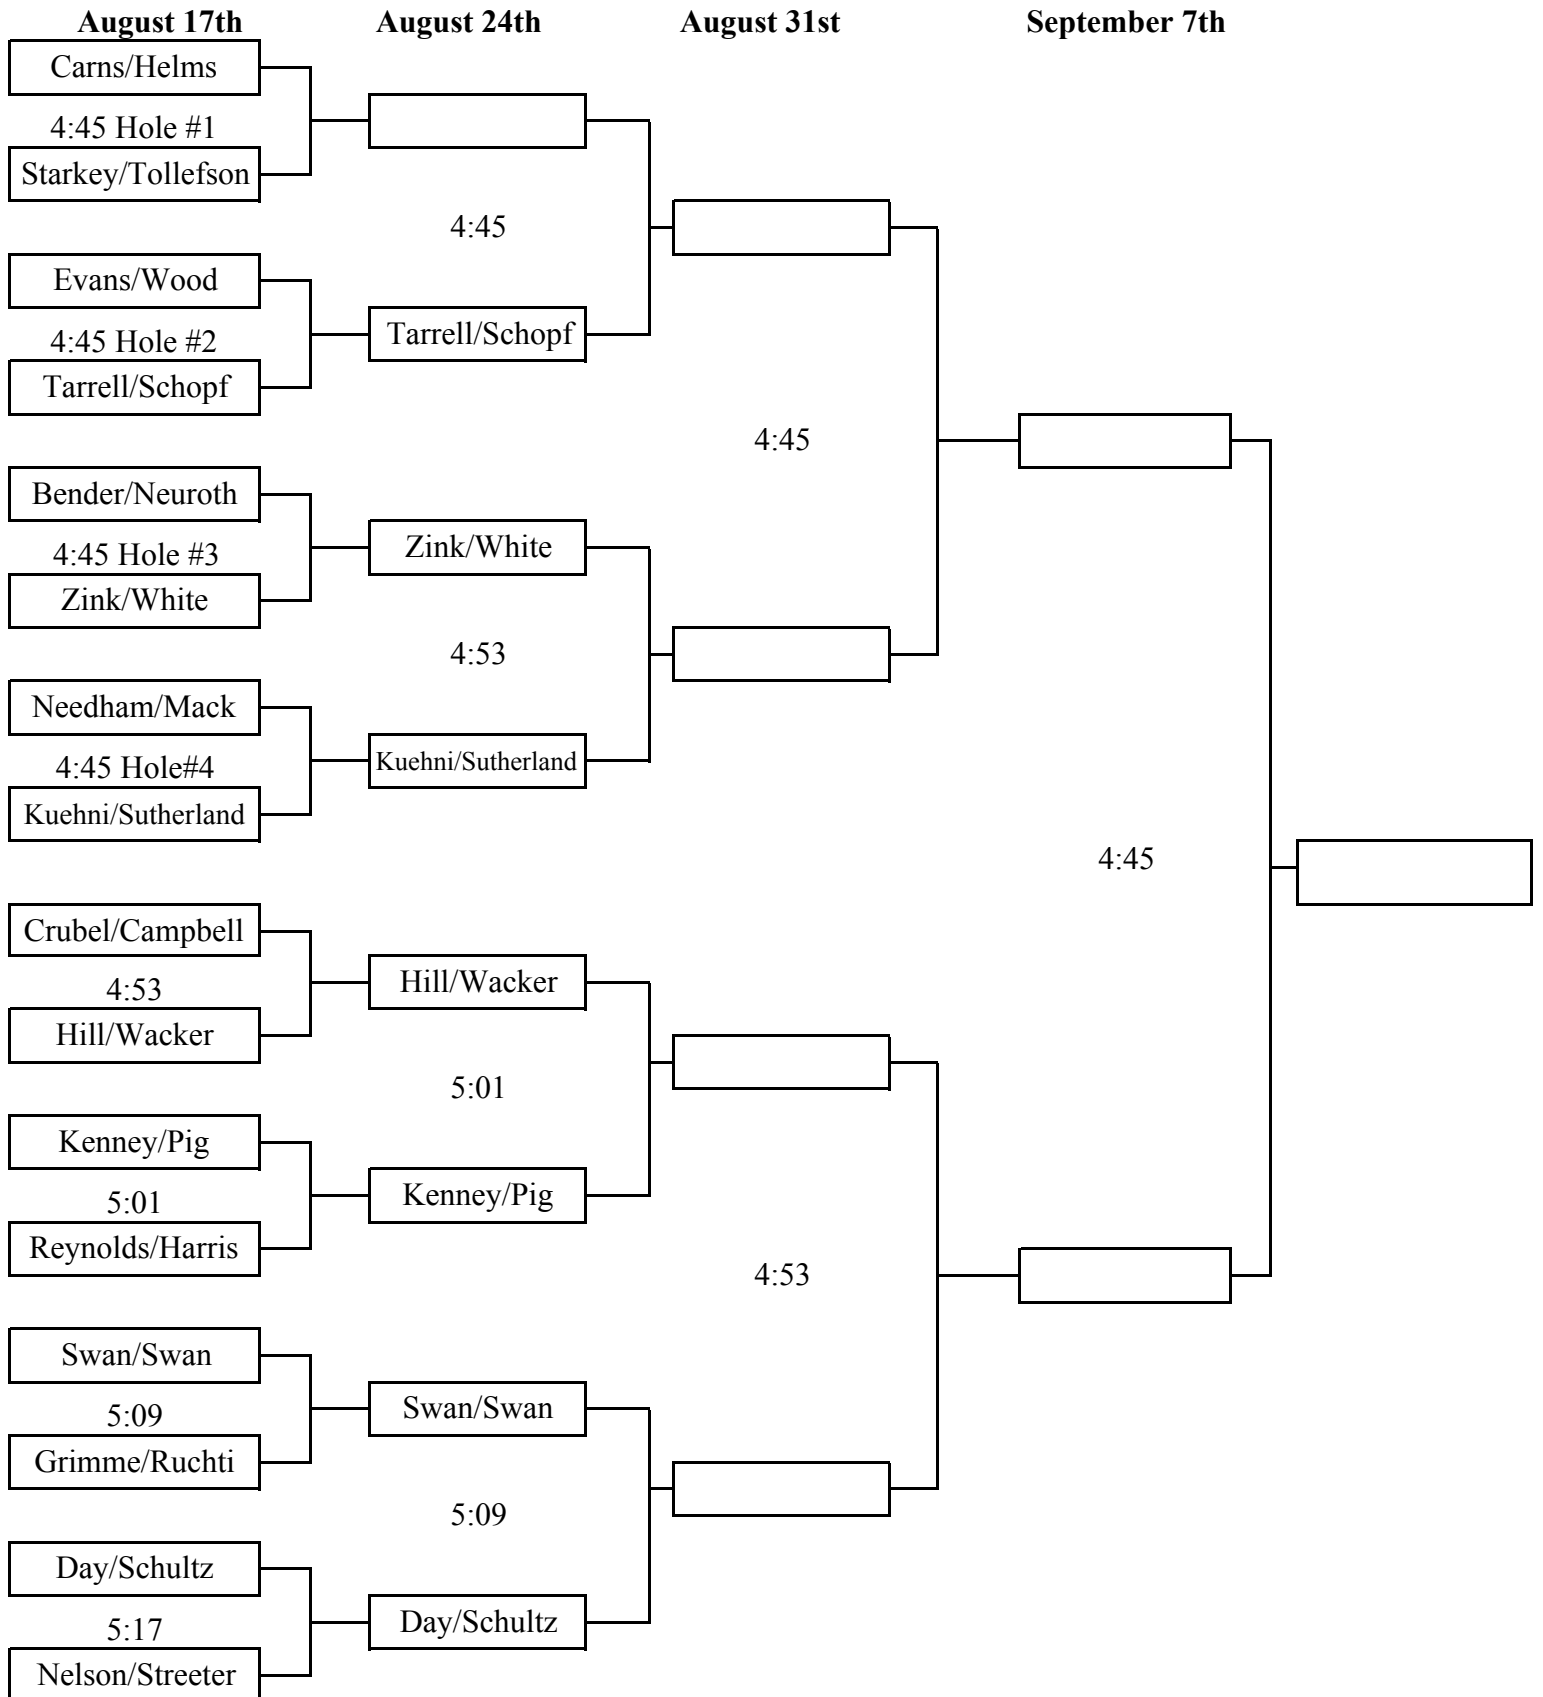 August 17th
August 24th
August 31st
September 7th
Carns/Helms
4:45 Hole #1
Starkey/Tollefson
4:45
Evans/Wood
4:45 Hole #2
Tarrell/Schopf
Tarrell/Schopf
4:45
Bender/Neuroth
4:45 Hole #3
Zink/White
Zink/White
4:53
Needham/Mack
4:45 Hole#4
Kuehni/Sutherland
Kuehni/Sutherland
4:45
Crubel/Campbell
4:53
Hill/Wacker
Hill/Wacker
5:01
Kenney/Pig
5:01
Reynolds/Harris
Kenney/Pig
4:53
Swan/Swan
5:09
Grimme/Ruchti
Swan/Swan
5:09
Day/Schultz
5:17
Nelson/Streeter
Day/Schultz